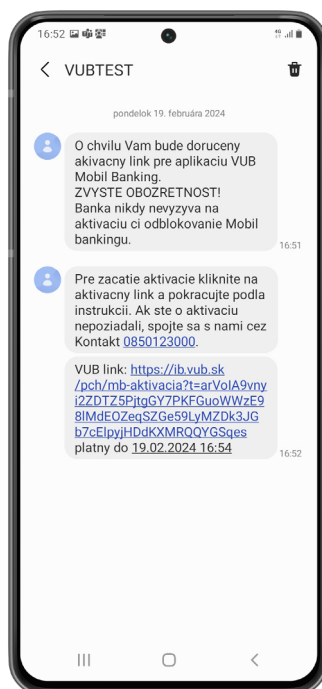 16:52
4G
VUBTEST
pondelok 19. februára 2024
O chvilu Vam bude doruceny
akivacny link pre aplikaciu VUB
Mobil Banking.
ZVYSTE OBOZRETNOST!
Banka nikdy nevyzyva na
aktivaciu ci odblokovanie Mobil
bankingu.
16:51
Pre zacatie aktivacie kliknite na
aktivacny link a pokracujte podla
instrukcii. Ak ste o aktivaciu
nepoziadali, spojte sa s nami cez
Kontakt 0850123000.
VUB link: https://ib.vub.sk
/pch/mb-aktivacia?t=arVolA9vny
i2ZDTZ5PjtgGY7PKFGuoWWzE9
8lMdEOZeqSZGe59LyMZDk3JG
b7cElpyjHDdKXMRQQYGSqes
platny do 19.02.2024 16:54
16:52